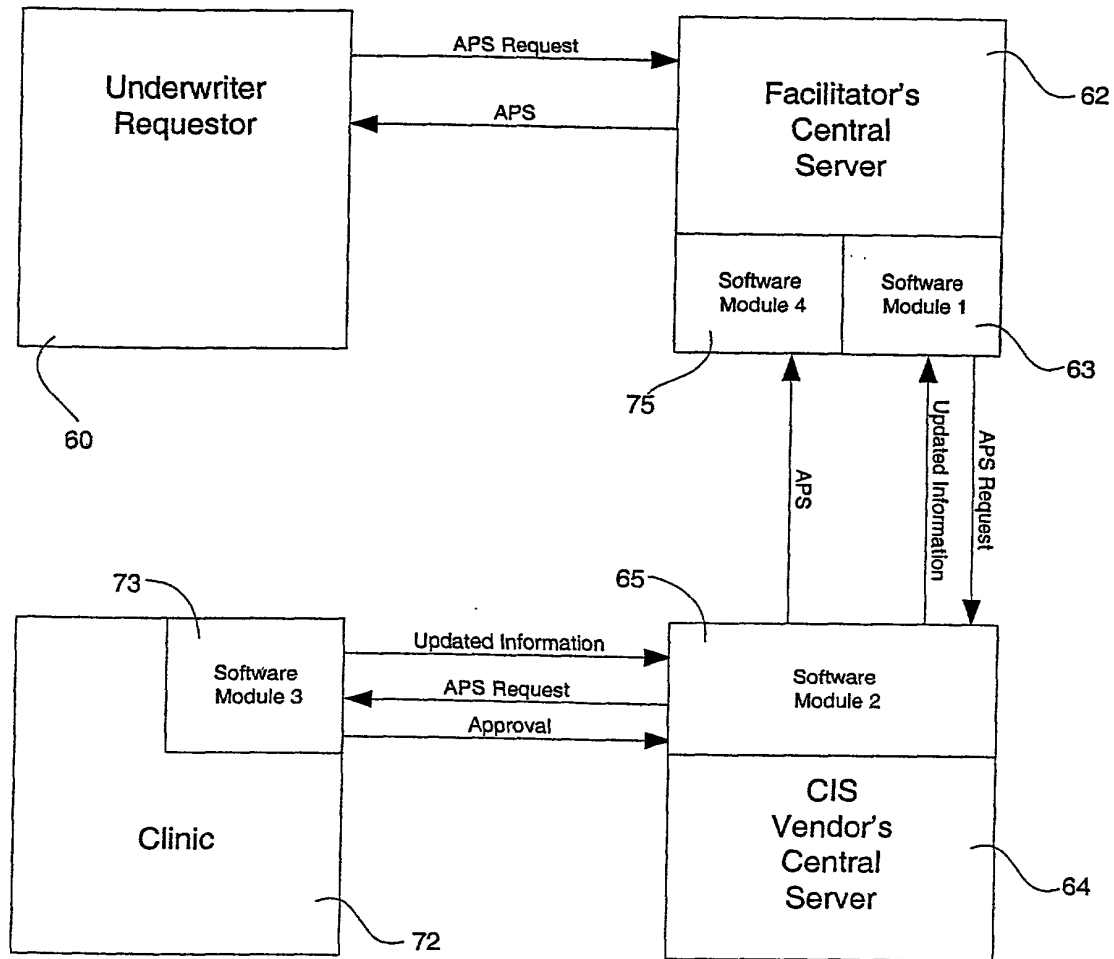 Underwriter
Requestor
60
APS Request
APS
Facilitator's
Central
Server
62
Software
Module 4
75
Software
Module 1
63
APS
Updated Information
APS Request
73
Software
Module 3
Clinic
72
Updated Information
APS Request
Approval
65
Software
Module 2
CIS
Vendor's
Central
Server
64